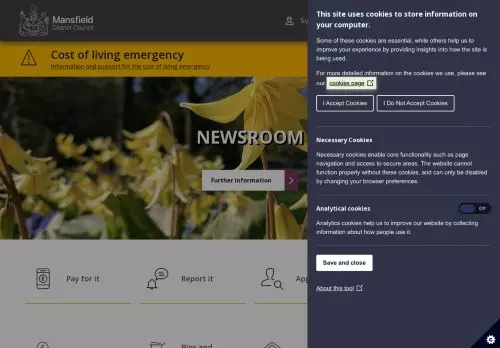 Mansfield
District Council
Cost of living emergency
Information and support for the cost of living emergency
NEWSROOM
Further Information
Pay for it
Report it
This site uses cookies to store information on
your computer.
Some of these cookies are essential, while others help us to
improve your experience by providing insights into how the site is
being used.
For more detailed information on the cookies we use, please see
our cookies page
I Accept Cookies
I Do Not Accept Cookies
Necessary Cookies
Necessary cookies enable core functionality such as page
navigation and access to secure areas. The website cannot
function properly without these cookies, and can only be disabled
by changing your browser preferences.
Analytical cookies
Off
Analytics cookies help us to improve our website by collecting
information about how people use it.
Save and close
About this tool